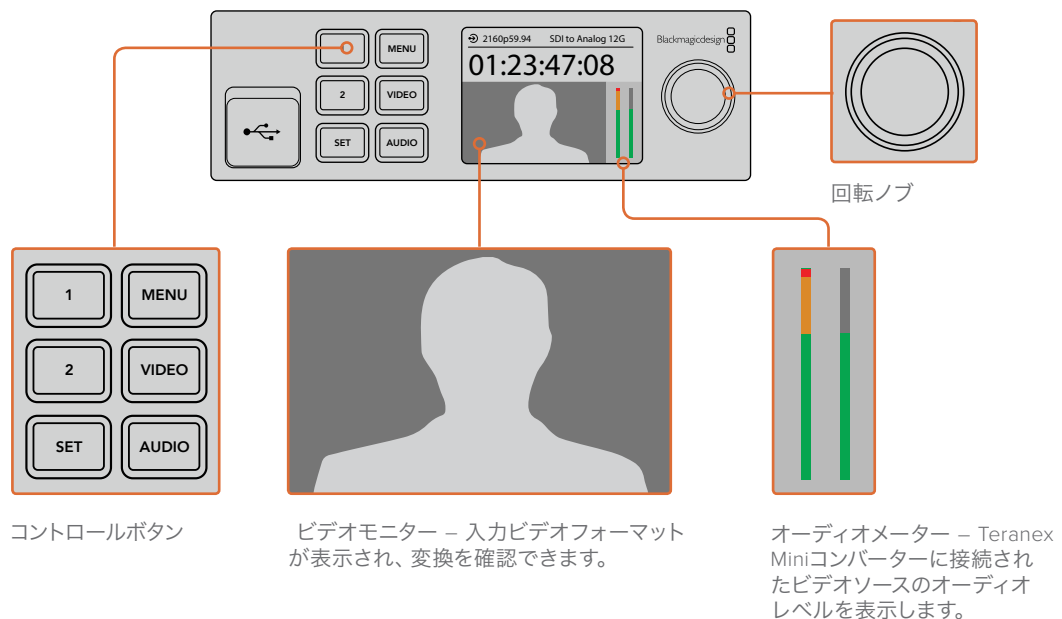 MENU
2160p59.94 SDI to Analog 12G
Blackmagicdesign
01:23:47:08
2
VIDEO
SET
AUDIO
回転ノブ
1
MENU
2
VIDEO
SET
AUDIO
コントロールボタン
ビデオモニター – 入力ビデオフォーマット
が表示され、変換を確認できます。
オーディオメーター – Teranex
Miniコンバーターに接続され
たビデオソースのオーディオ
レベルを表示します。